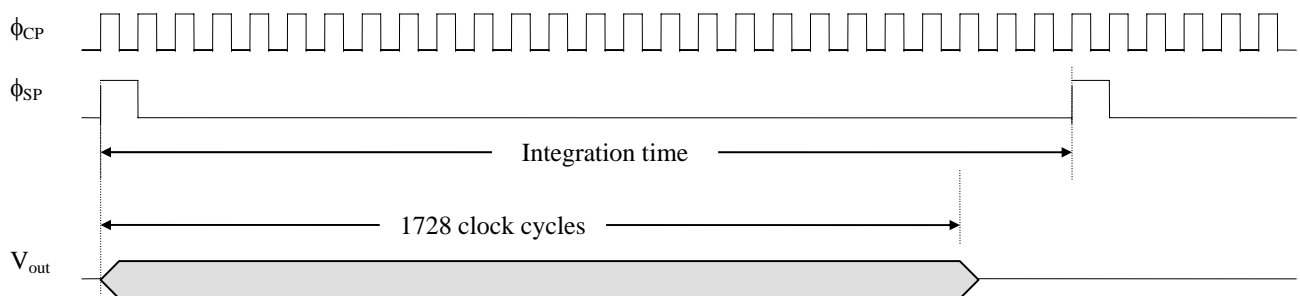 ϕCP
ϕSP
Integration time
1728 clock cycles
Vout